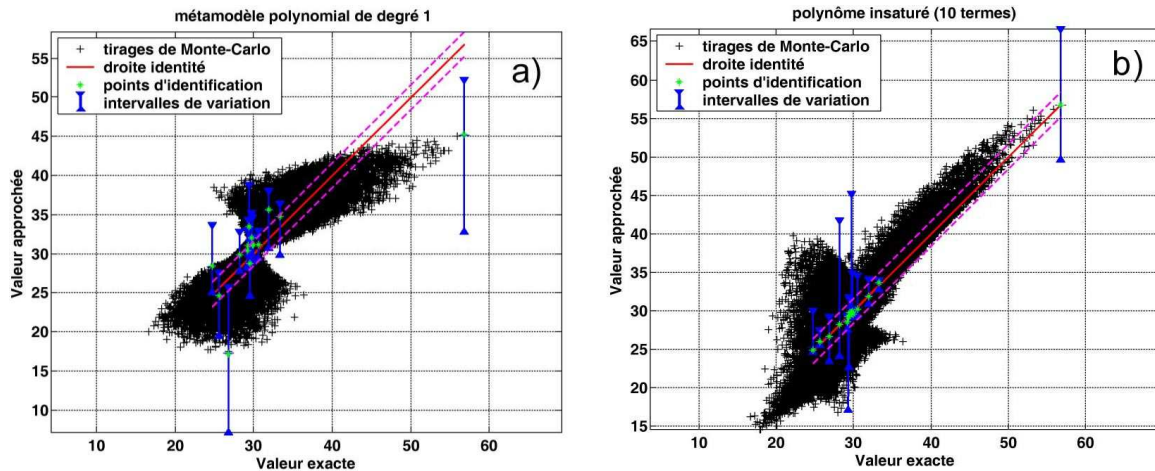 métamodèle polynomial de degré 1
a)
tirages de Monte-Carlo
droite identité
points d'identification
intervalles de variation
55
50
45
40
35
30
25
20
15
10
Valeur approchée
10 20 30 40 50 60
Valeur exacte
polynôme insaturé (10 termes)
b)
tirages de Monte-Carlo
droite identité
points d'identification
intervalles de variation
65
60
55
50
45
40
35
30
25
20
15
Valeur approchée
10 20 30 40 50 60
Valeur exacte